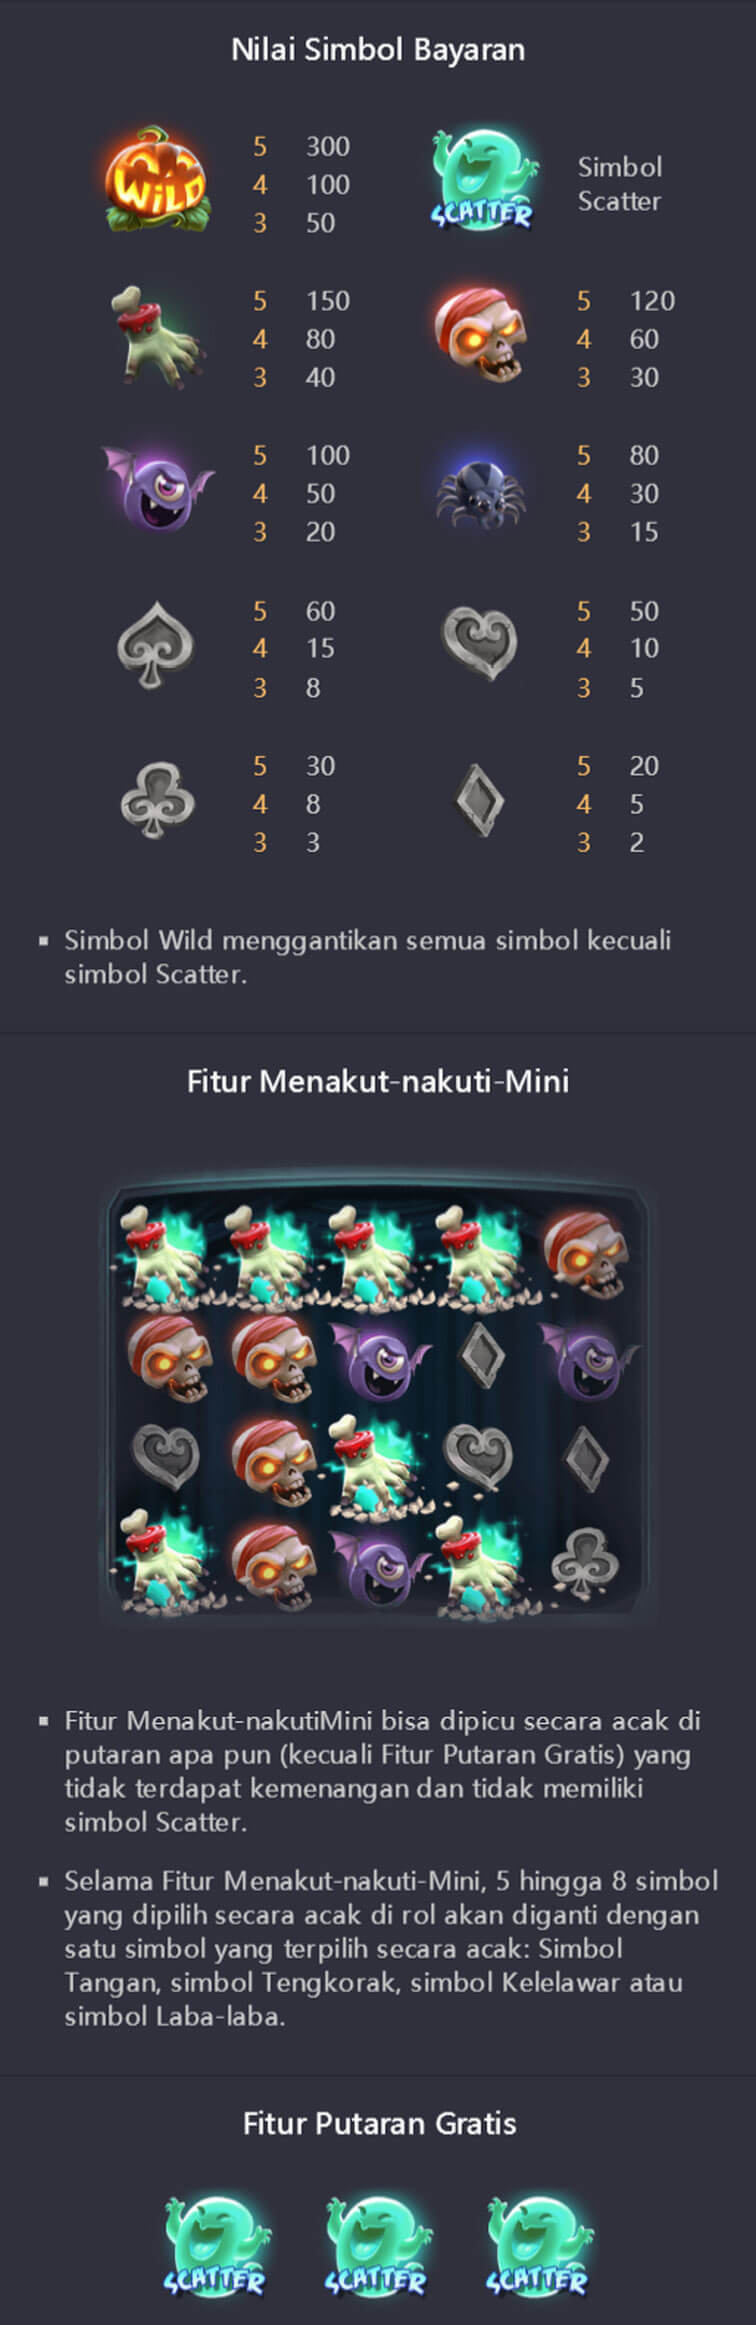 Nilai Simbol Bayaran
WiLD
5 300
4 100
3 50
SCATTER
Simbol
Scatter
5 150
4 80
3 40
5 120
4 60
3 30
5 100
4 50
3 20
5 80
4 30
3 15
5 60
4 15
3 8
5 50
4 10
3 5
5 30
4 8
3 3
5 20
4 5
3 2
▪ Simbol Wild menggantikan semua simbol kecuali
simbol Scatter.
Fitur Menakut-nakuti-Mini
▪ Fitur Menakut-nakutiMini bisa dipicu secara acak di
putaran apa pun (kecuali Fitur Putaran Gratis) yang
tidak terdapat kemenangan dan tidak memiliki
simbol Scatter.
▪ Selama Fitur Menakut-nakuti-Mini, 5 hingga 8 simbol
yang dipilih secara acak di rol akan diganti dengan
satu simbol yang terpilih secara acak: Simbol
Tangan, simbol Tengkorak, simbol Kelelawar atau
simbol Laba-laba.
Fitur Putaran Gratis
SCATTER SCATTER SCATTER